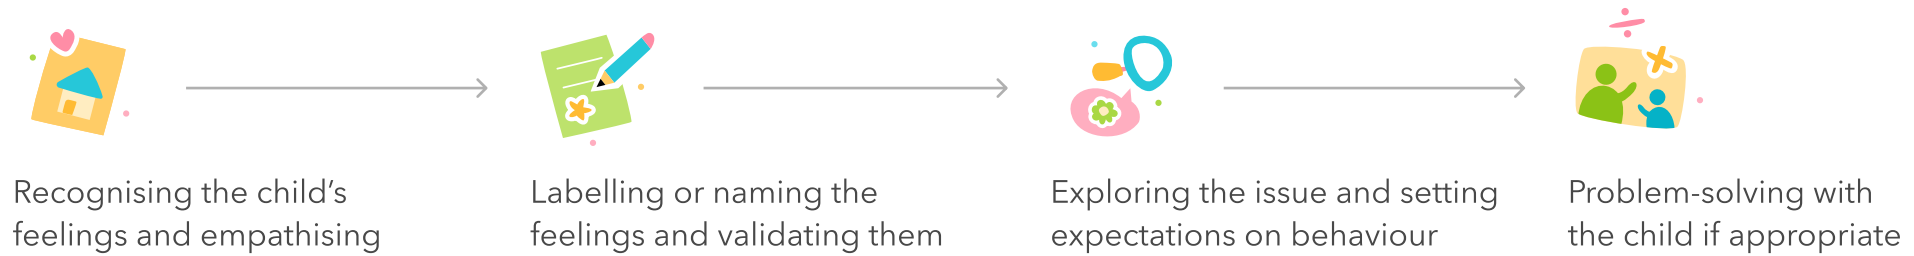 Recognising the child’s
feelings and empathising
Labelling or naming the
feelings and validating them
Exploring the issue and setting
expectations on behaviour
Problem-solving with
the child if appropriate